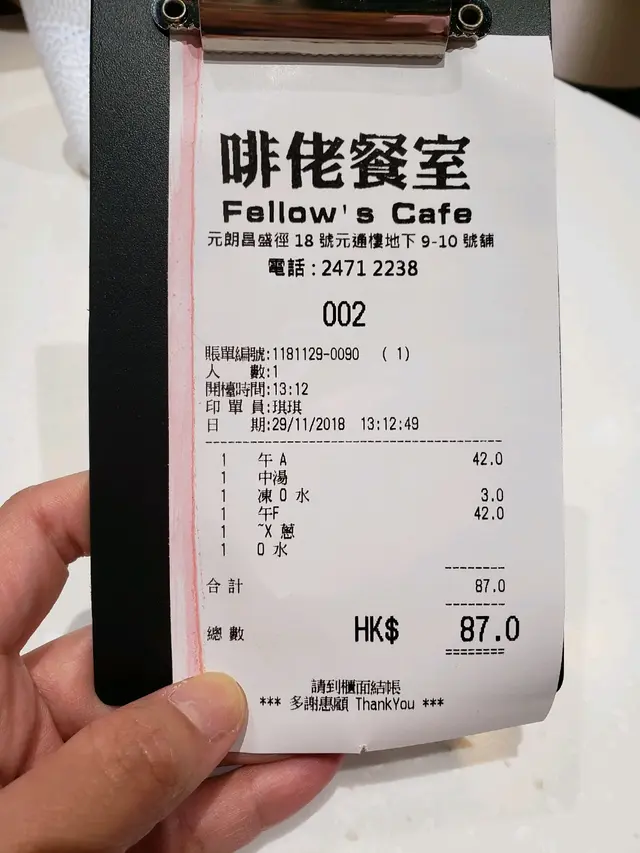 啡佬餐室
Fellow's Cafe
元朗昌盛徑 18 號元通樓地下 9-10 號舖
電話 : 2471 2238
002
賬單編號:1181129-0090 ( 1)
人 數:1
開檯時間:13:12
印 單 員:琪琪
日 期:29/11/2018 13:12:49
1 午 A 42.0
1 中湯
1 凍 O 水 3.0
1 午F 42.0
1 ~X 蔥
1 O 水
合 計 87.0
總 數 HK$ 87.0
請到櫃面結帳
*** 多謝惠顧 ThankYou ***